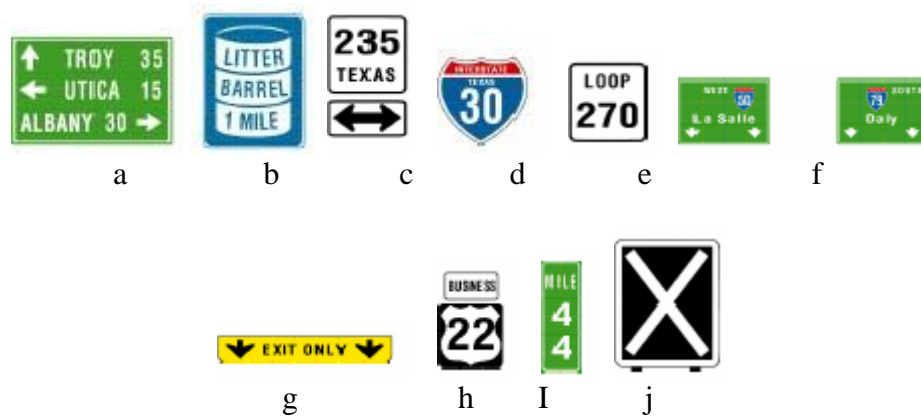 TROY 35
UTICA 15
ALBANY 30
LITTER
BARREL
1 MILE
235
TEXAS
INTERSTATE
TEXAS
30
LOOP
270
WEST 50
La Salle
79 SOUTH
Daly
a b c d e f
EXIT ONLY
BUSINESS
22
MILE
4
4
g h I j